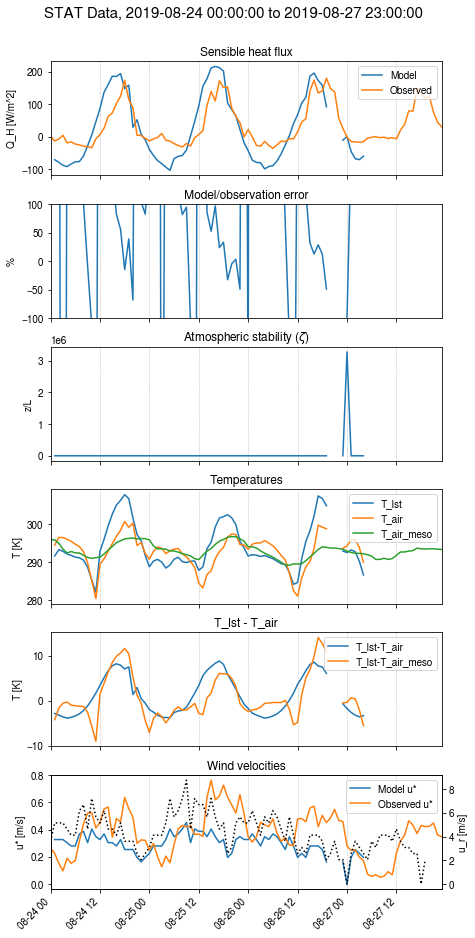 STAT Data, 2019-08-24 00:00:00 to 2019-08-27 23:00:00
Sensible heat flux
Q_H [W/m^2]
200
100
0
−100
Model
Observed
Model/observation error
%
100
50
0
−50
−100
Atmospheric stability (ζ)
1e6
z/L
3
2
1
0
Temperatures
T [K]
300
290
280
T_lst
T_air
T_air_meso
T_lst - T_air
T [K]
10
0
−10
T_lst-T_air
T_lst-T_air_meso
Wind velocities
u* [m/s]
0.8
0.6
0.4
0.2
0.0
Model u*
Observed u*
8
6
4
2
0
u_r [m/s]
08-24 00
08-24 12
08-25 00
08-25 12
08-26 00
08-26 12
08-27 00
08-27 12